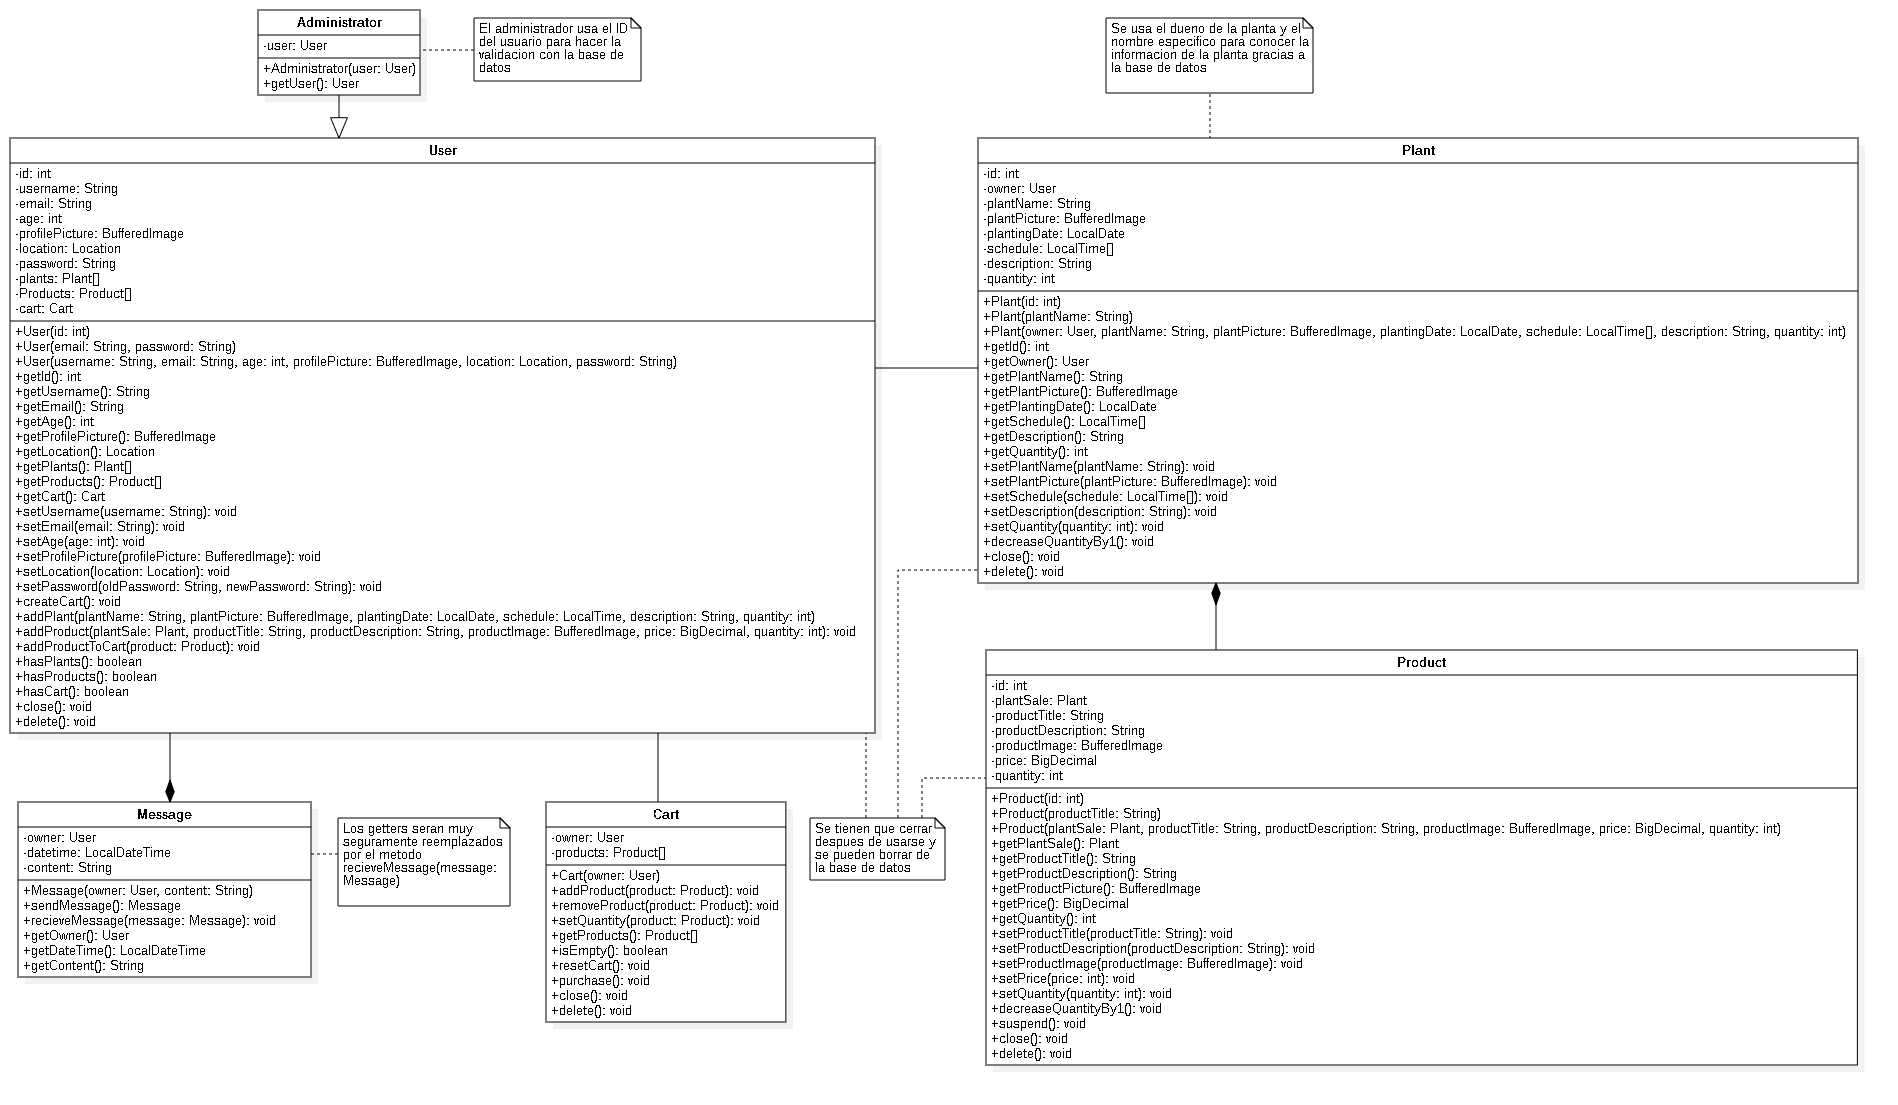 Administrator
-user: User
+Administrator(user: User)
+getUser(): User
El administrador usa el ID
del usuario para hacer la
validacion con la base de
datos
Se usa el dueno de la planta y el
nombre especifico para conocer la
informacion de la planta gracias a
la base de datos
User
-id: int
-username: String
-email: String
-age: int
-profilePicture: BufferedImage
-location: Location
-password: String
-plants: Plant[]
-Products: Product[]
-cart: Cart
+User(id: int)
+User(email: String, password: String)
+User(username: String, email: String, age: int, profilePicture: BufferedImage, location: Location, password: String)
+getId(): int
+getUsername(): String
+getEmail(): String
+getAge(): int
+getProfilePicture(): BufferedImage
+getLocation(): Location
+getPlants(): Plant[]
+getProducts(): Product[]
+getCart(): Cart
+setUsername(username: String): void
+setEmail(email: String): void
+setAge(age: int): void
+setProfilePicture(profilePicture: BufferedImage): void
+setLocation(location: Location): void
+setPassword(oldPassword: String, newPassword: String): void
+createCart(): void
+addPlant(plantName: String, plantPicture: BufferedImage, plantingDate: LocalDate, schedule: LocalTime, description: String, quantity: int)
+addProduct(plantSale: Plant, productTitle: String, productDescription: String, productImage: BufferedImage, price: BigDecimal, quantity: int): void
+addProductToCart(product: Product): void
+hasPlants(): boolean
+hasProducts(): boolean
+hasCart(): boolean
+close(): void
+delete(): void
Plant
-id: int
-owner: User
-plantName: String
-plantPicture: BufferedImage
-plantingDate: LocalDate
-schedule: LocalTime[]
-description: String
-quantity: int
+Plant(id: int)
+Plant(plantName: String)
+Plant(owner: User, plantName: String, plantPicture: BufferedImage, plantingDate: LocalDate, schedule: LocalTime[], description: String, quantity: int)
+getId(): int
+getOwner(): User
+getPlantName(): String
+getPlantPicture(): BufferedImage
+getPlantingDate(): LocalDate
+getSchedule(): LocalTime[]
+getDescription(): String
+getQuantity(): int
+setPlantName(plantName: String): void
+setPlantPicture(plantPicture: BufferedImage): void
+setSchedule(schedule: LocalTime[]): void
+setDescription(description: String): void
+setQuantity(quantity: int): void
+decreaseQuantityBy1(): void
+close(): void
+delete(): void
Message
-owner: User
-datetime: LocalDateTime
-content: String
+Message(owner: User, content: String)
+sendMessage(): Message
+recieveMessage(message: Message): void
+getOwner(): User
+getDateTime(): LocalDateTime
+getContent(): String
Los getters seran muy
seguramente reemplazados
por el metodo
recieveMessage(message:
Message)
Cart
-owner: User
-products: Product[]
+Cart(owner: User)
+addProduct(product: Product): void
+removeProduct(product: Product): void
+setQuantity(product: Product): void
+getProducts(): Product[]
+isEmpty(): boolean
+resetCart(): void
+purchase(): void
+close(): void
+delete(): void
Se tienen que cerrar
despues de usarse y
se pueden borrar de
la base de datos
Product
-id: int
-plantSale: Plant
-productTitle: String
-productDescription: String
-productImage: BufferedImage
-price: BigDecimal
-quantity: int
+Product(id: int)
+Product(productTitle: String)
+Product(plantSale: Plant, productTitle: String, productDescription: String, productImage: BufferedImage, price: BigDecimal, quantity: int)
+getPlantSale(): Plant
+getProductTitle(): String
+getProductDescription(): String
+getProductPicture(): BufferedImage
+getPrice(): BigDecimal
+getQuantity(): int
+setProductTitle(productTitle: String): void
+setProductDescription(productDescription: String): void
+setProductImage(productImage: BufferedImage): void
+setPrice(price: int): void
+setQuantity(quantity: int): void
+decreaseQuantityBy1(): void
+suspend(): void
+close(): void
+delete(): void